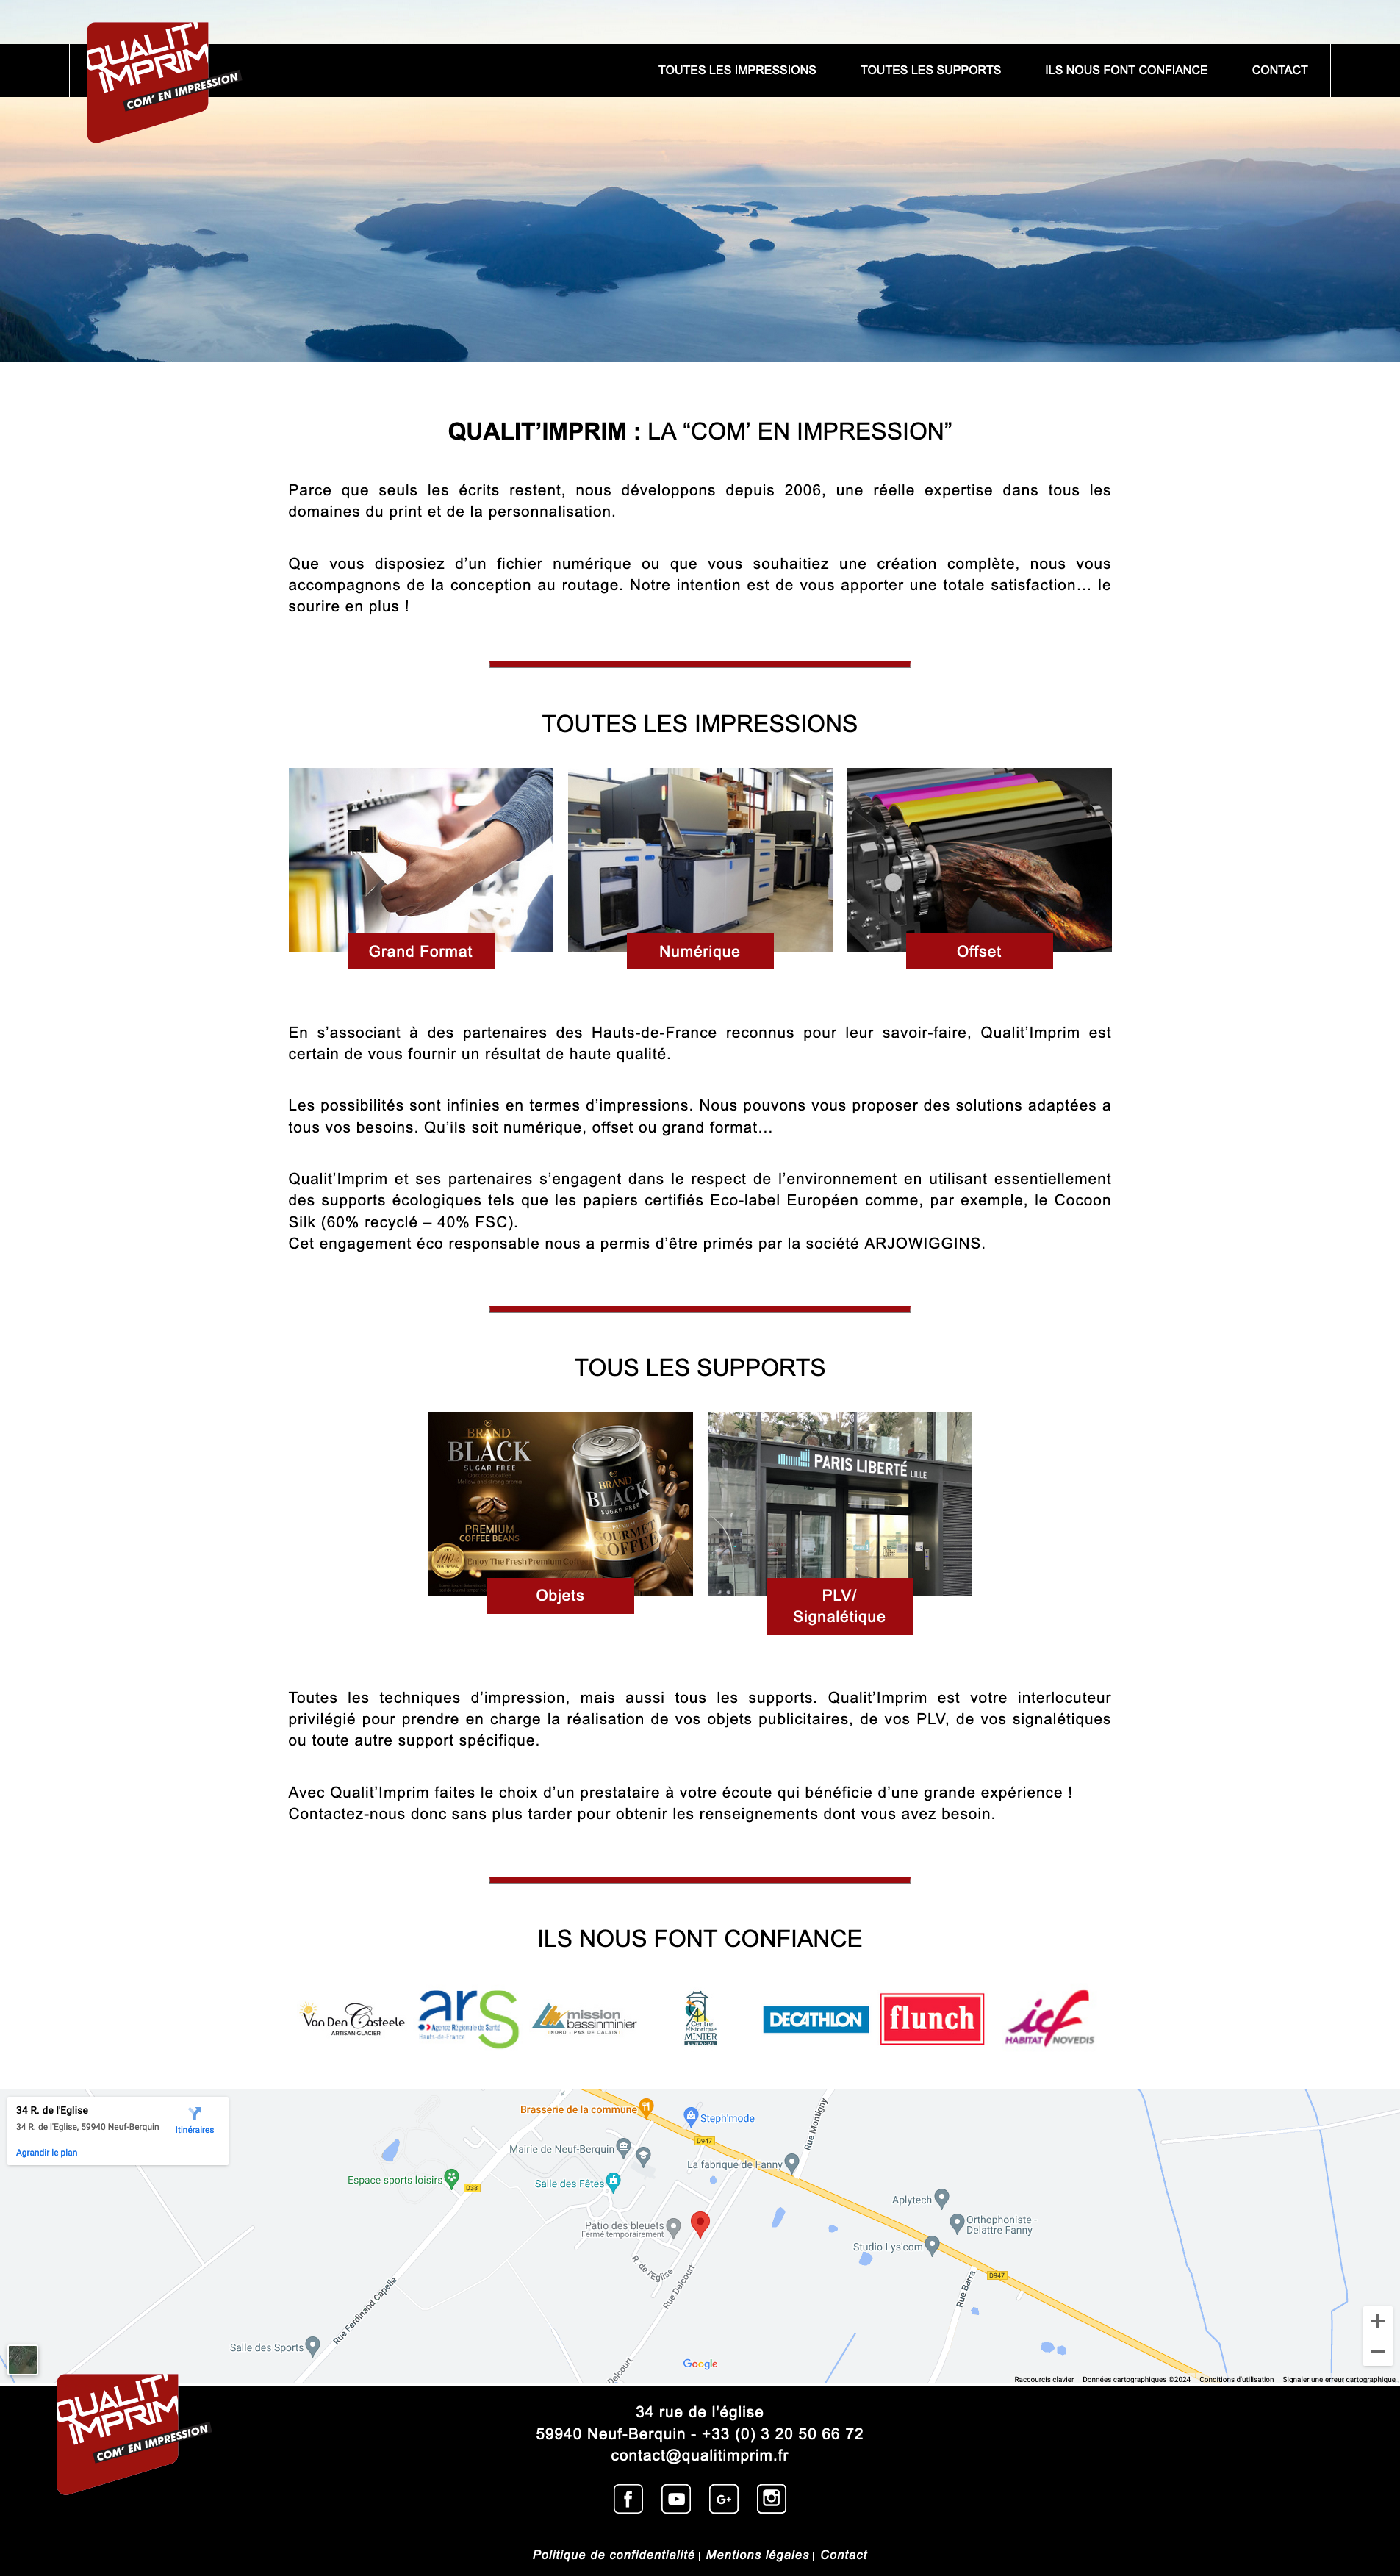 QUALIT'
IMPRIM
COM' EN IMPRESSION
TOUTES LES IMPRESSIONS TOUTES LES SUPPORTS ILS NOUS FONT CONFIANCE CONTACT
QUALIT’IMPRIM : LA “COM’ EN IMPRESSION”
Parce que seuls les écrits restent, nous développons depuis 2006, une réelle expertise dans tous les
domaines du print et de la personnalisation.
Que vous disposiez d’un fichier numérique ou que vous souhaitiez une création complète, nous vous
accompagnons de la conception au routage. Notre intention est de vous apporter une totale satisfaction… le
sourire en plus !
TOUTES LES IMPRESSIONS
Grand Format
Numérique
Offset
En s’associant à des partenaires des Hauts-de-France reconnus pour leur savoir-faire, Qualit’Imprim est
certain de vous fournir un résultat de haute qualité.
Les possibilités sont infinies en termes d’impressions. Nous pouvons vous proposer des solutions adaptées a
tous vos besoins. Qu’ils soit numérique, offset ou grand format…
Qualit’Imprim et ses partenaires s’engagent dans le respect de l’environnement en utilisant essentiellement
des supports écologiques tels que les papiers certifiés Eco-label Européen comme, par exemple, le Cocoon
Silk (60% recyclé – 40% FSC).
Cet engagement éco responsable nous a permis d’être primés par la société ARJOWIGGINS.
TOUS LES SUPPORTS
BRAND
BLACK
SUGAR FREE
PREMIUM
COFFEE BEANS
100%
Enjoy The Fresh Premium
BRAND
BLACK
SUGAR FREE
GOURMET
COFFEE
Objets
PARIS LIBERTÉ LILLE
PLV/
Signalétique
Toutes les techniques d’impression, mais aussi tous les supports. Qualit’Imprim est votre interlocuteur
privilégié pour prendre en charge la réalisation de vos objets publicitaires, de vos PLV, de vos signalétiques
ou toute autre support spécifique.
Avec Qualit’Imprim faites le choix d’un prestataire à votre écoute qui bénéficie d’une grande expérience !
Contactez-nous donc sans plus tarder pour obtenir les renseignements dont vous avez besoin.
ILS NOUS FONT CONFIANCE
Van Den Casteele
ARTISAN GLACIER
ars
Agence Régionale de Santé
Hauts-de-France
mission
bassinminier
NORD - PAS DE CALAIS
Centre
Historique
MINIER
LEWARDE
DECATHLON
flunch
icf
HABITAT NOVEDIS
34 R. de l'Eglise
34 R. de l'Eglise, 59940 Neuf-Berquin
Itinéraires
Agrandir le plan
Brasserie de la commune
Steph'mode
Rue Montigny
D947
Mairie de Neuf-Berquin
La fabrique de Fanny
Espace sports loisirs
D38
Salle des Fêtes
Aplytech
Patio des bleuets
Fermé temporairement
Orthophoniste -
Delattre Fanny
Studio Lys'com
R. de l'Eglise
Rue Delcourt
D947
Rue Barra
Rue Ferdinand Capelle
Salle des Sports
Delcourt
Google
Raccourcis clavier Données cartographiques ©2024 Conditions d'utilisation Signaler une erreur cartographique
QUALIT'
IMPRIM
COM' EN IMPRESSION
34 rue de l'église
59940 Neuf-Berquin - +33 (0) 3 20 50 66 72
contact@qualitimprim.fr
Politique de confidentialité | Mentions légales | Contact